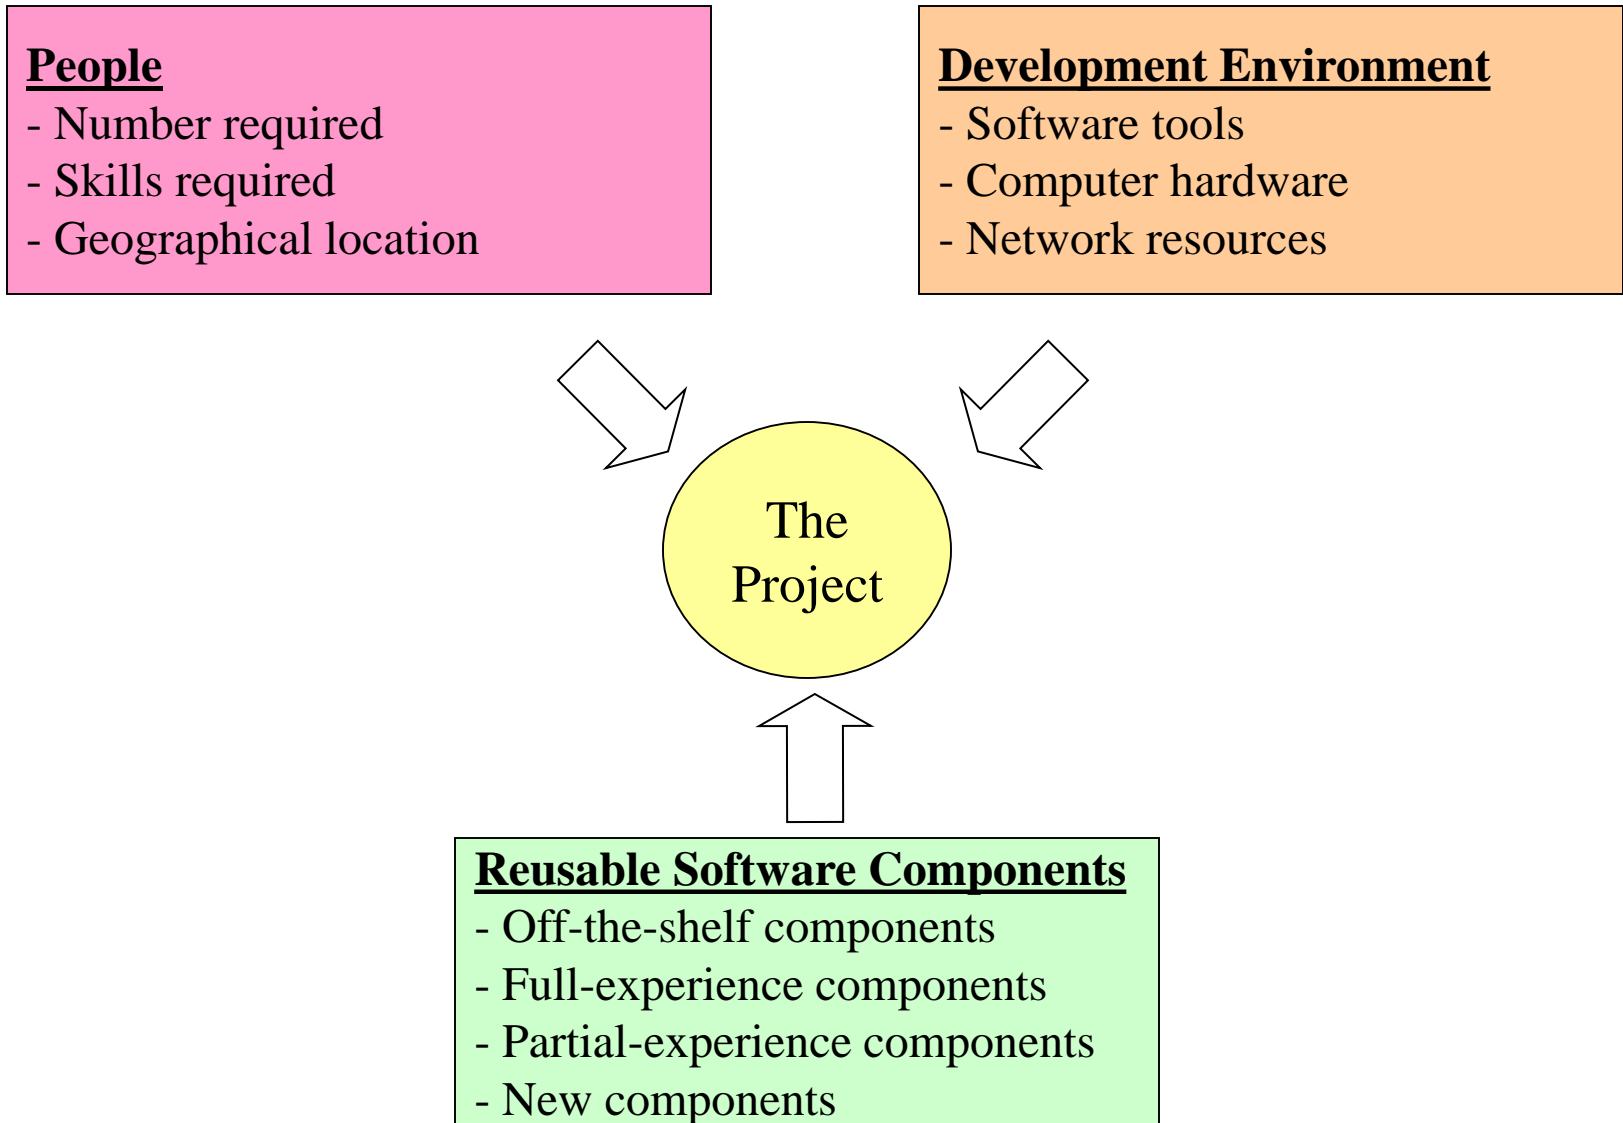 People
- Number required
- Skills required
- Geographical location
Development Environment
- Software tools
- Computer hardware
- Network resources
The
Project
Reusable Software Components
- Off-the-shelf components
- Full-experience components
- Partial-experience components
- New components